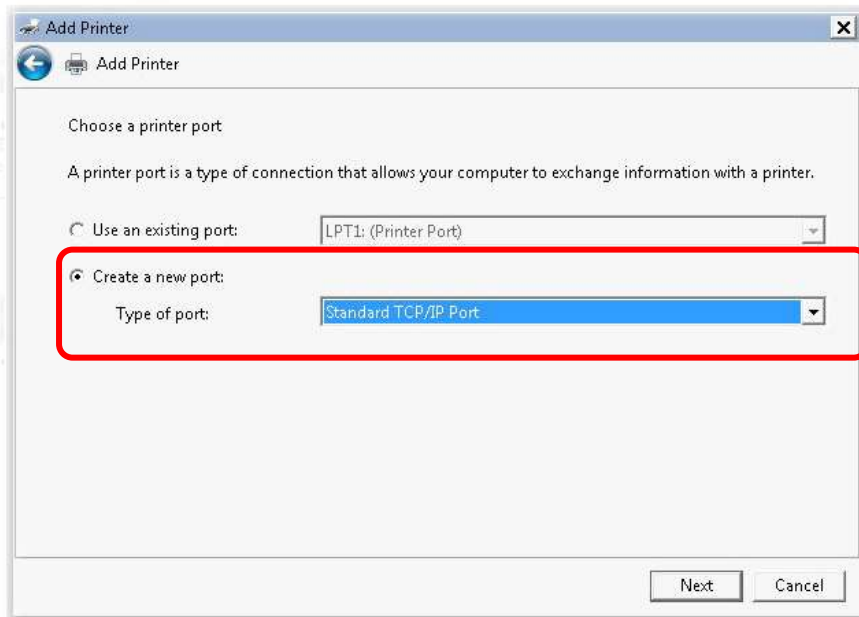 Add Printer
Add Printer
Choose a printer port
A printer port is a type of connection that allows your computer to exchange information with a printer.
Use an existing port: LPT1: (Printer Port)
Create a new port:
Type of port: Standard TCP/IP Port
Next Cancel